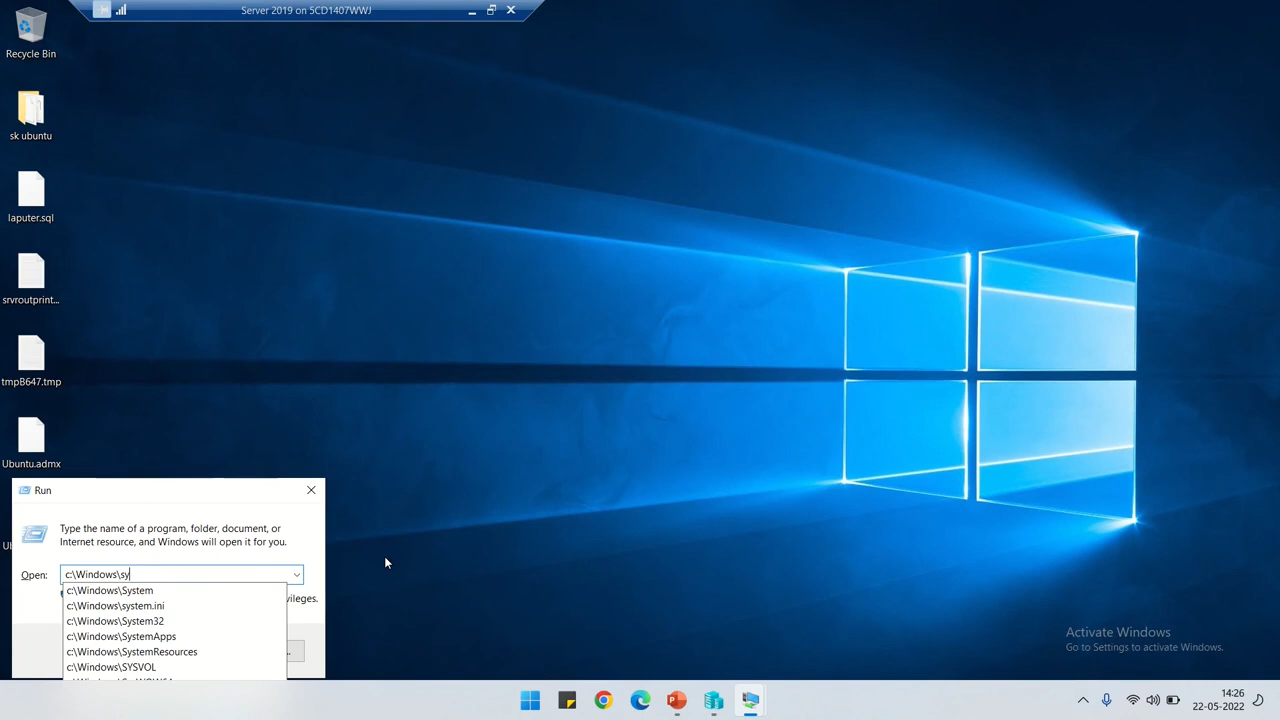 Server 2019 on 5CD1407WWJ
Recycle Bin
sk ubuntu
laputer.sql
srvroutprint...
tmpB647.tmp
Ubuntu.admx
Run
Type the name of a program, folder, document, or
Internet resource, and Windows will open it for you.
Open:
c:\Windows\sy
c:\Windows\System
c:\Windows\system.ini
c:\Windows\System32
c:\Windows\SystemApps
c:\Windows\SystemResources
c:\Windows\SYSVOL
Activate Windows
Go to Settings to activate Windows.
14:26
22-05-2022